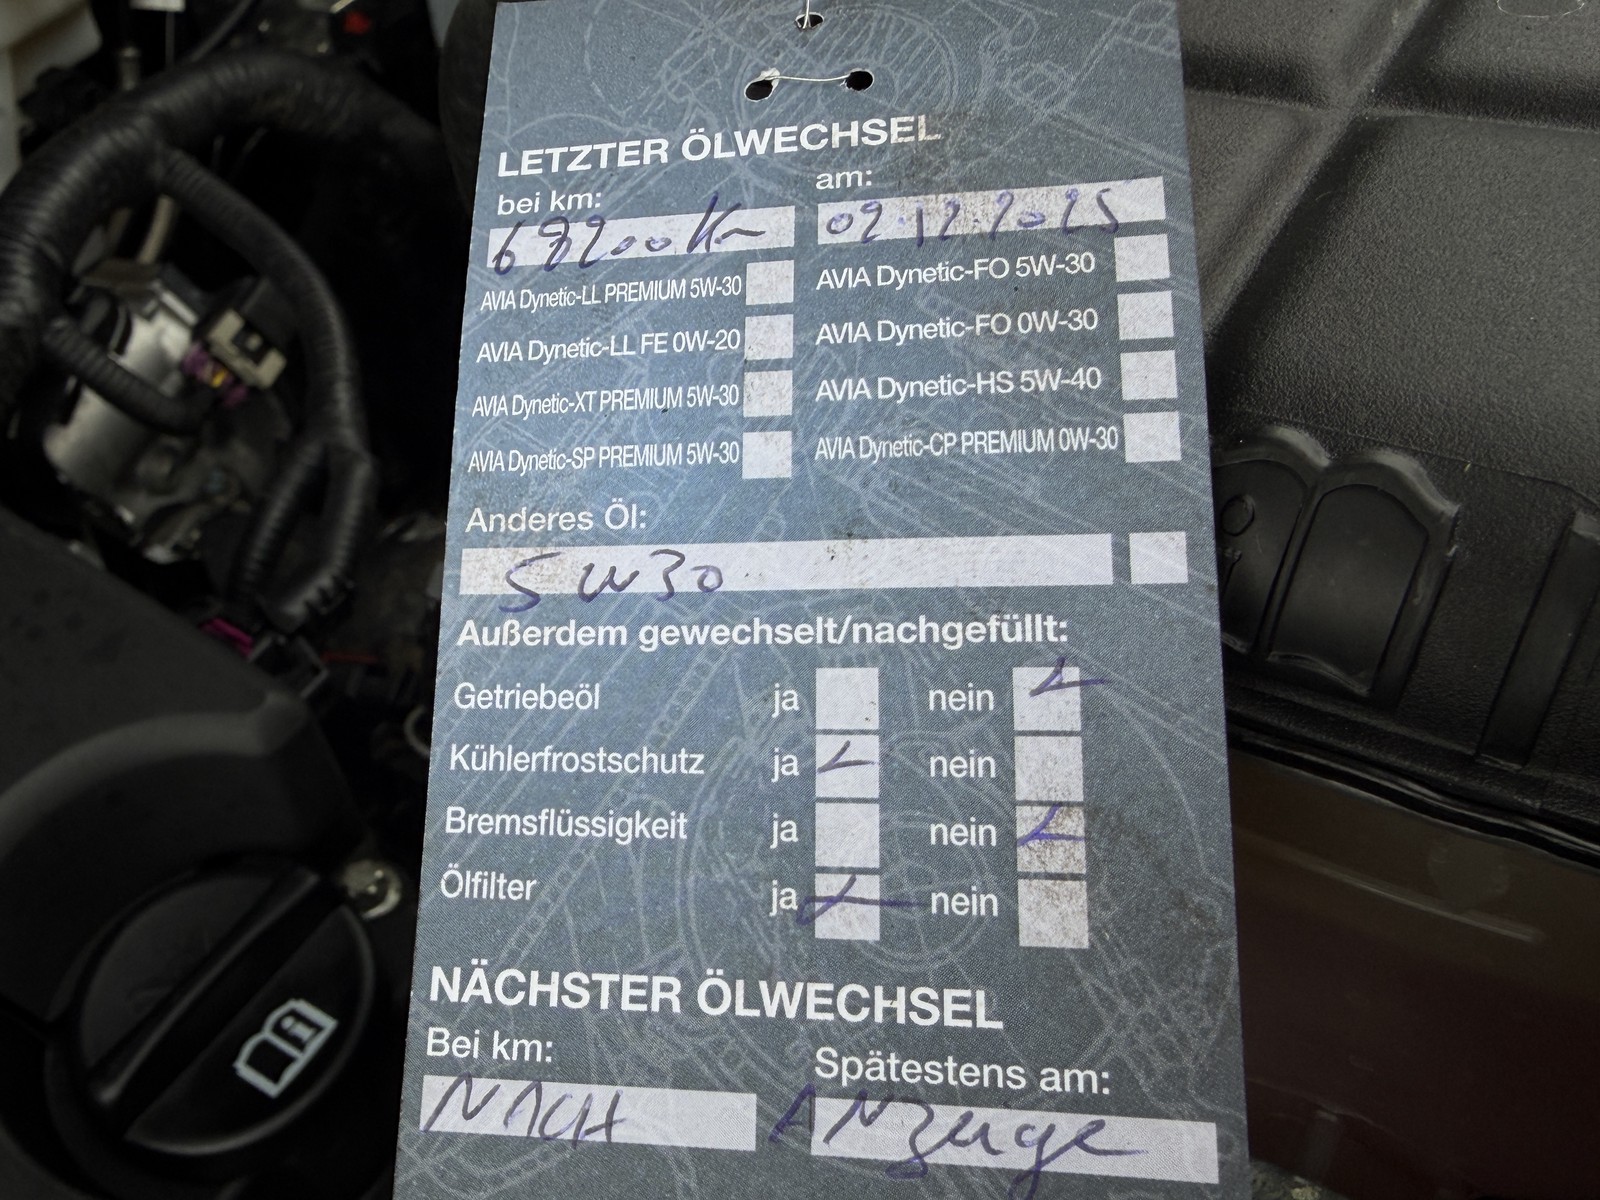 LETZTER ÖLWECHSEL
bei km: am:
68200 Km 02.12.2025
AVIA Dynetic-LL PREMIUM 5W-30 AVIA Dynetic-FO 5W-30
AVIA Dynetic-LL FE 0W-20 AVIA Dynetic-FO 0W-30
AVIA Dynetic-XT PREMIUM 5W-30 AVIA Dynetic-HS 5W-40
AVIA Dynetic-SP PREMIUM 5W-30 AVIA Dynetic-CP PREMIUM 0W-30
Anderes Öl:
5W30
Außerdem gewechselt/nachgefüllt:
Getriebeöl ja nein
Kühlerfrostschutz ja nein
Bremsflüssigkeit ja nein
Ölfilter ja nein
NÄCHSTER ÖLWECHSEL
Bei km: Spätestens am:
NACH ANzeige